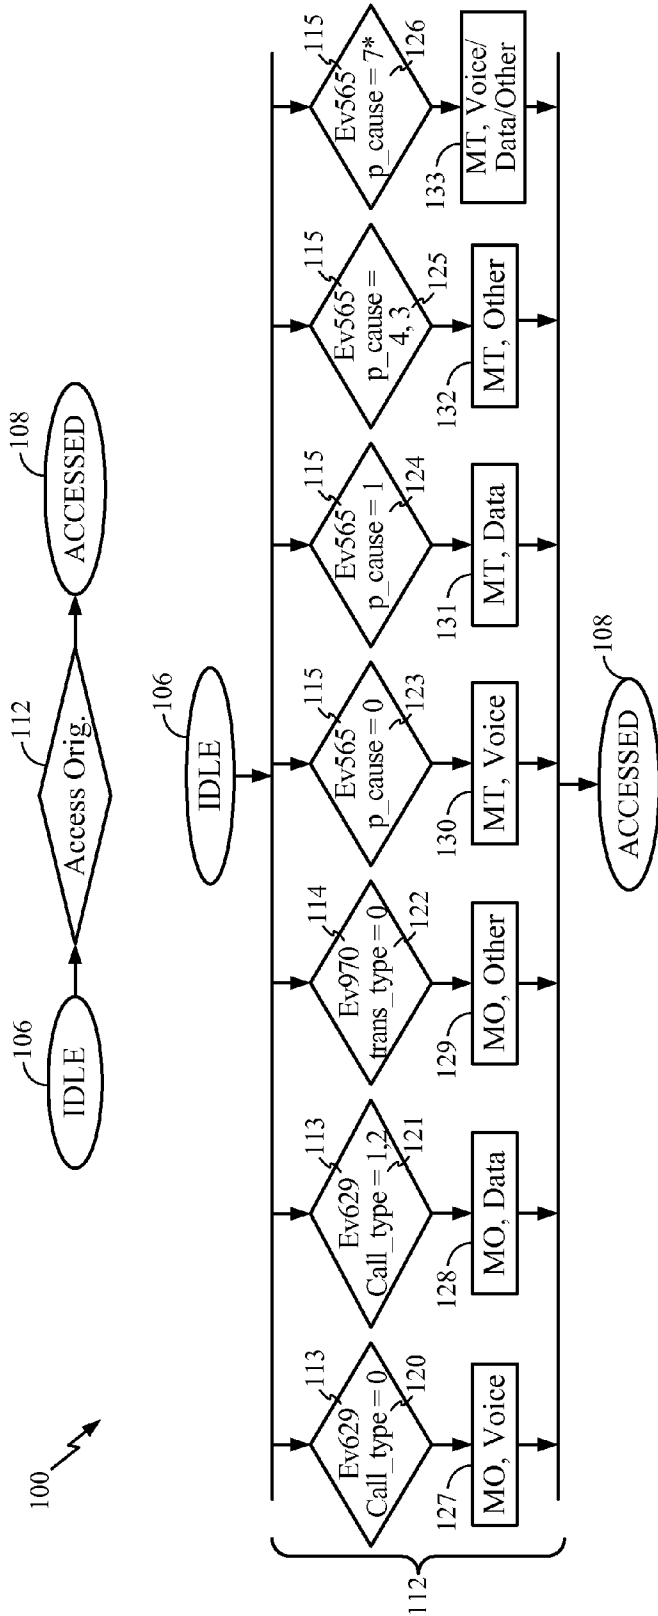 100
106
IDLE
112
Access Orig.
108
ACCESSED
106
IDLE
112
113
Ev629
Call_type = 0
120
127
MO, Voice
113
Ev629
Call_type = 1,2
121
128
MO, Data
114
Ev970
trans_type = 0
122
129
MO, Other
115
Ev565
p_cause = 0
123
130
MT, Voice
115
Ev565
p_cause = 1
124
131
MT, Data
115
Ev565
p_cause =
4, 3
125
132
MT, Other
115
Ev565
p_cause = 7*
126
133
MT, Voice/
Data/Other
108
ACCESSED